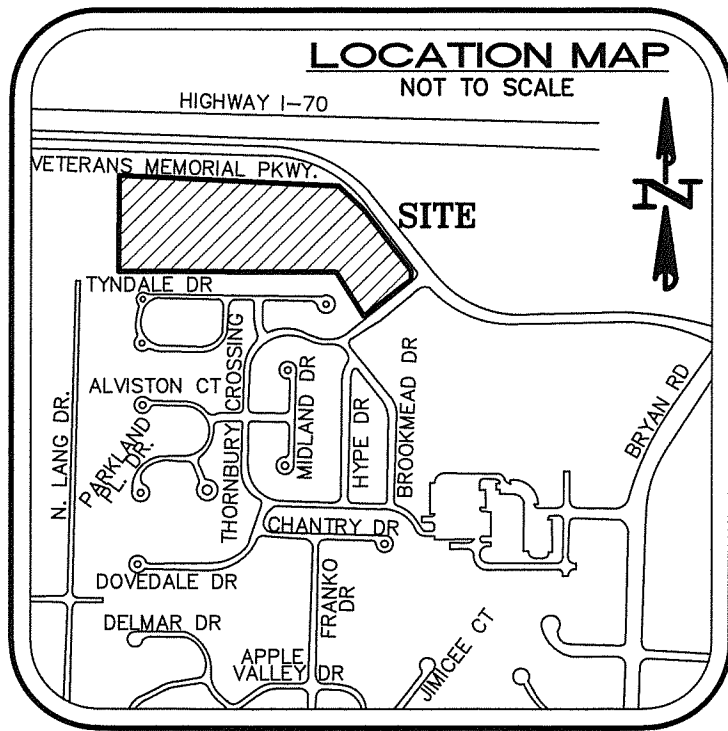 LOCATION MAP
NOT TO SCALE
HIGHWAY I-70
VETERANS MEMORIAL PKWY.
N
SITE
TYNDALE DR
ALVISTON CT
PARKLAND
PL. DR.
N. LANG DR.
THORNBURY CROSSING
MIDLAND DR
HYPE DR
BROOKMEAD DR
BRYAN RD
CHANTRY DR
DOVEDALE DR
FRANKO
DR
DELMAR DR
APPLE
VALLEY DR
JIMICEE CT